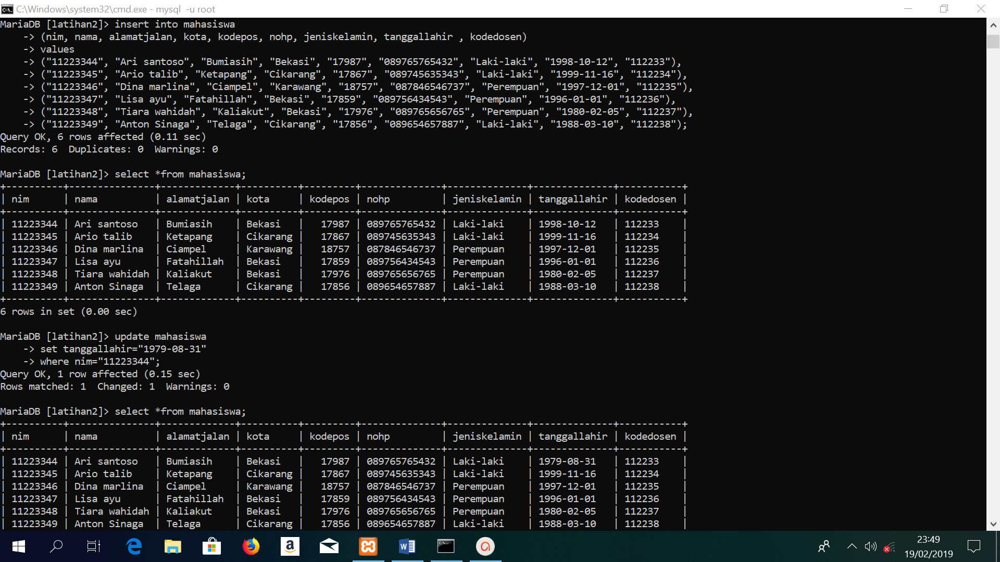 C:\Windows\system32\cmd.exe - mysql  -u root
MariaDB [latihan2]> insert into mahasiswa
    -> (nim, nama, alamatjalan, kota, kodepos, nohp, jeniskelamin, tanggallahir , kodedosen)
    -> values
    -> ("11223344", "Ari santoso", "Bumiasih", "Bekasi", "17987", "089765765432", "Laki-laki", "1998-10-12", "112233"),
    -> ("11223345", "Ario talib", "Ketapang", "Cikarang", "17867", "089745635343", "Laki-laki", "1999-11-16", "112234"),
    -> ("11223346", "Dina marlina", "Ciampel", "Karawang", "18757", "087846546737", "Perempuan", "1997-12-01", "112235"),
    -> ("11223347", "Lisa ayu", "Fatahillah", "Bekasi", "17859", "089756434543", "Perempuan", "1996-01-01", "112236"),
    -> ("11223348", "Tiara wahidah", "Kaliakut", "Bekasi", "17976", "089765656765", "Perempuan", "1980-02-05", "112237"),
    -> ("11223349", "Anton Sinaga", "Telaga", "Cikarang", "17856", "089654657887", "Laki-laki", "1988-03-10", "112238");
Query OK, 6 rows affected (0.11 sec)
Records: 6  Duplicates: 0  Warnings: 0
MariaDB [latihan2]> select *from mahasiswa;
+----------+---------------+-------------+----------+---------+--------------+--------------+--------------+-----------+
| nim      | nama          | alamatjalan | kota     | kodepos | nohp         | jeniskelamin | tanggallahir | kodedosen |
+----------+---------------+-------------+----------+---------+--------------+--------------+--------------+-----------+
| 11223344 | Ari santoso   | Bumiasih    | Bekasi   |   17987 | 089765765432 | Laki-laki    | 1998-10-12   | 112233    |
| 11223345 | Ario talib    | Ketapang    | Cikarang |   17867 | 089745635343 | Laki-laki    | 1999-11-16   | 112234    |
| 11223346 | Dina marlina  | Ciampel     | Karawang |   18757 | 087846546737 | Perempuan    | 1997-12-01   | 112235    |
| 11223347 | Lisa ayu      | Fatahillah  | Bekasi   |   17859 | 089756434543 | Perempuan    | 1996-01-01   | 112236    |
| 11223348 | Tiara wahidah | Kaliakut    | Bekasi   |   17976 | 089765656765 | Perempuan    | 1980-02-05   | 112237    |
| 11223349 | Anton Sinaga  | Telaga      | Cikarang |   17856 | 089654657887 | Laki-laki    | 1988-03-10   | 112238    |
+----------+---------------+-------------+----------+---------+--------------+--------------+--------------+-----------+
6 rows in set (0.00 sec)
MariaDB [latihan2]> update mahasiswa
    -> set tanggallahir="1979-08-31"
    -> where nim="11223344";
Query OK, 1 row affected (0.15 sec)
Rows matched: 1  Changed: 1  Warnings: 0
MariaDB [latihan2]> select *from mahasiswa;
+----------+---------------+-------------+----------+---------+--------------+--------------+--------------+-----------+
| nim      | nama          | alamatjalan | kota     | kodepos | nohp         | jeniskelamin | tanggallahir | kodedosen |
+----------+---------------+-------------+----------+---------+--------------+--------------+--------------+-----------+
| 11223344 | Ari santoso   | Bumiasih    | Bekasi   |   17987 | 089765765432 | Laki-laki    | 1979-08-31   | 112233    |
| 11223345 | Ario talib    | Ketapang    | Cikarang |   17867 | 089745635343 | Laki-laki    | 1999-11-16   | 112234    |
| 11223346 | Dina marlina  | Ciampel     | Karawang |   18757 | 087846546737 | Perempuan    | 1997-12-01   | 112235    |
| 11223347 | Lisa ayu      | Fatahillah  | Bekasi   |   17859 | 089756434543 | Perempuan    | 1996-01-01   | 112236    |
| 11223348 | Tiara wahidah | Kaliakut    | Bekasi   |   17976 | 089765656765 | Perempuan    | 1980-02-05   | 112237    |
| 11223349 | Anton Sinaga  | Telaga      | Cikarang |   17856 | 089654657887 | Laki-laki    | 1988-03-10   | 112238    |
23:49
19/02/2019